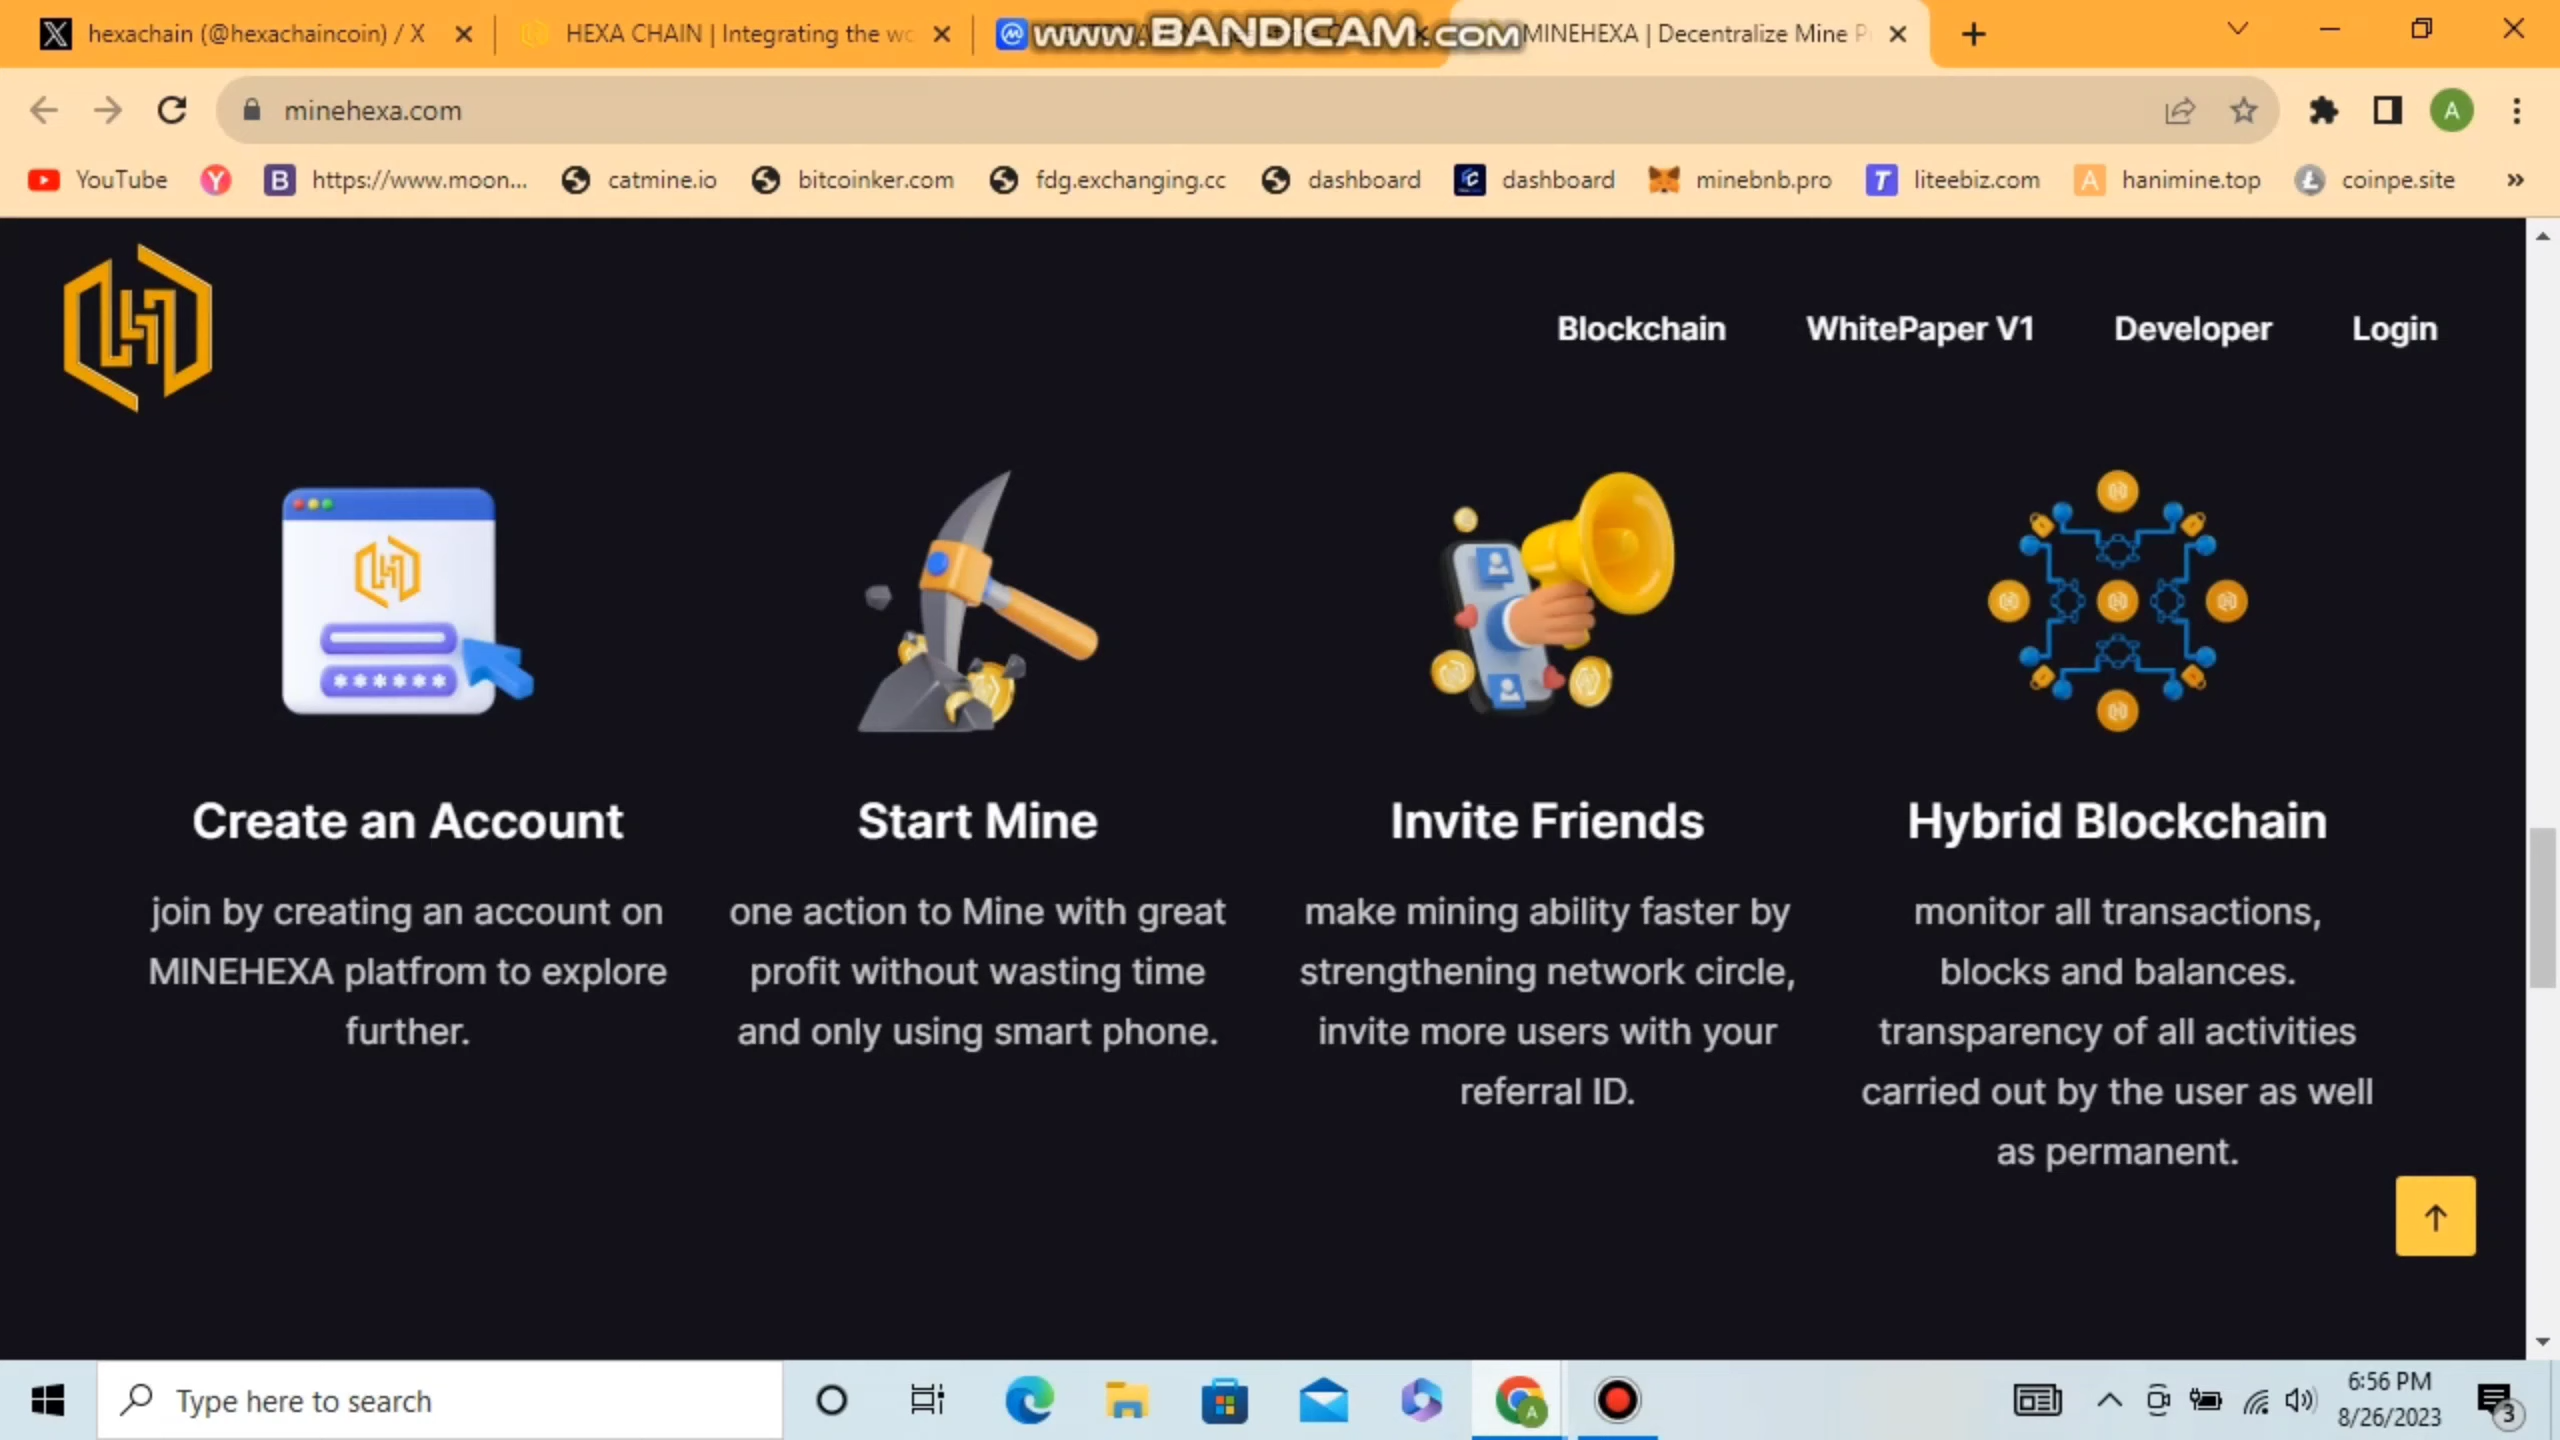 hexachain (@hexachaincoin) / X
HEXA CHAIN | Integrating the wo
www.BANDICAM.com
MINEHEXA | Decentralize Mine P
minehexa.com
A
YouTube
https://www.moon...
catmine.io
bitcoinker.com
fdg.exchanging.cc
dashboard
dashboard
minebnb.pro
liteebiz.com
hanimine.top
coinpe.site
Blockchain
WhitePaper V1
Developer
Login
Create an Account
join by creating an account on
MINEHEXA platfrom to explore
further.
Start Mine
one action to Mine with great
profit without wasting time
and only using smart phone.
Invite Friends
make mining ability faster by
strengthening network circle,
invite more users with your
referral ID.
Hybrid Blockchain
monitor all transactions,
blocks and balances.
transparency of all activities
carried out by the user as well
as permanent.
Type here to search
6:56 PM
8/26/2023
3